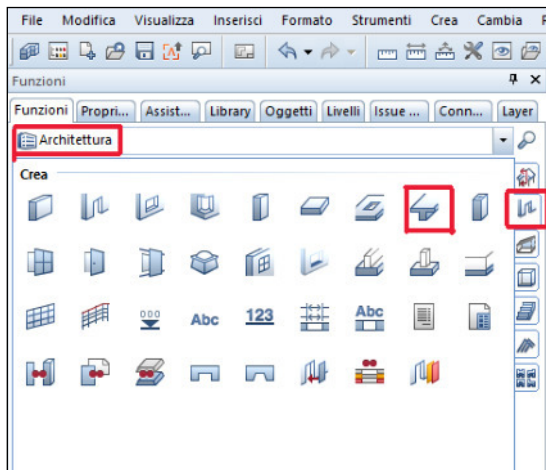 File Modifica Visualizza Inserisci Formato Strumenti Crea Cambia
Funzioni
Funzioni Propri... Assist... Library Oggetti Livelli Issue ... Conn... Layer
Architettura
Crea
000 Abc 123 Abc